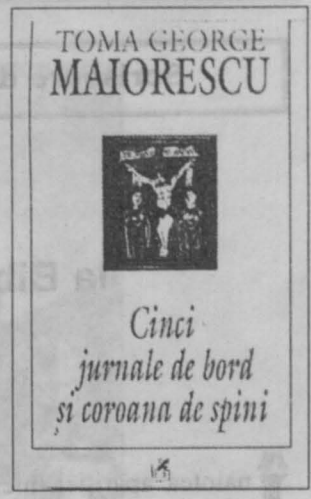 TOMA GEORGE
MAIORESCU
Cinci
jurnale de bord
și coroana de spini